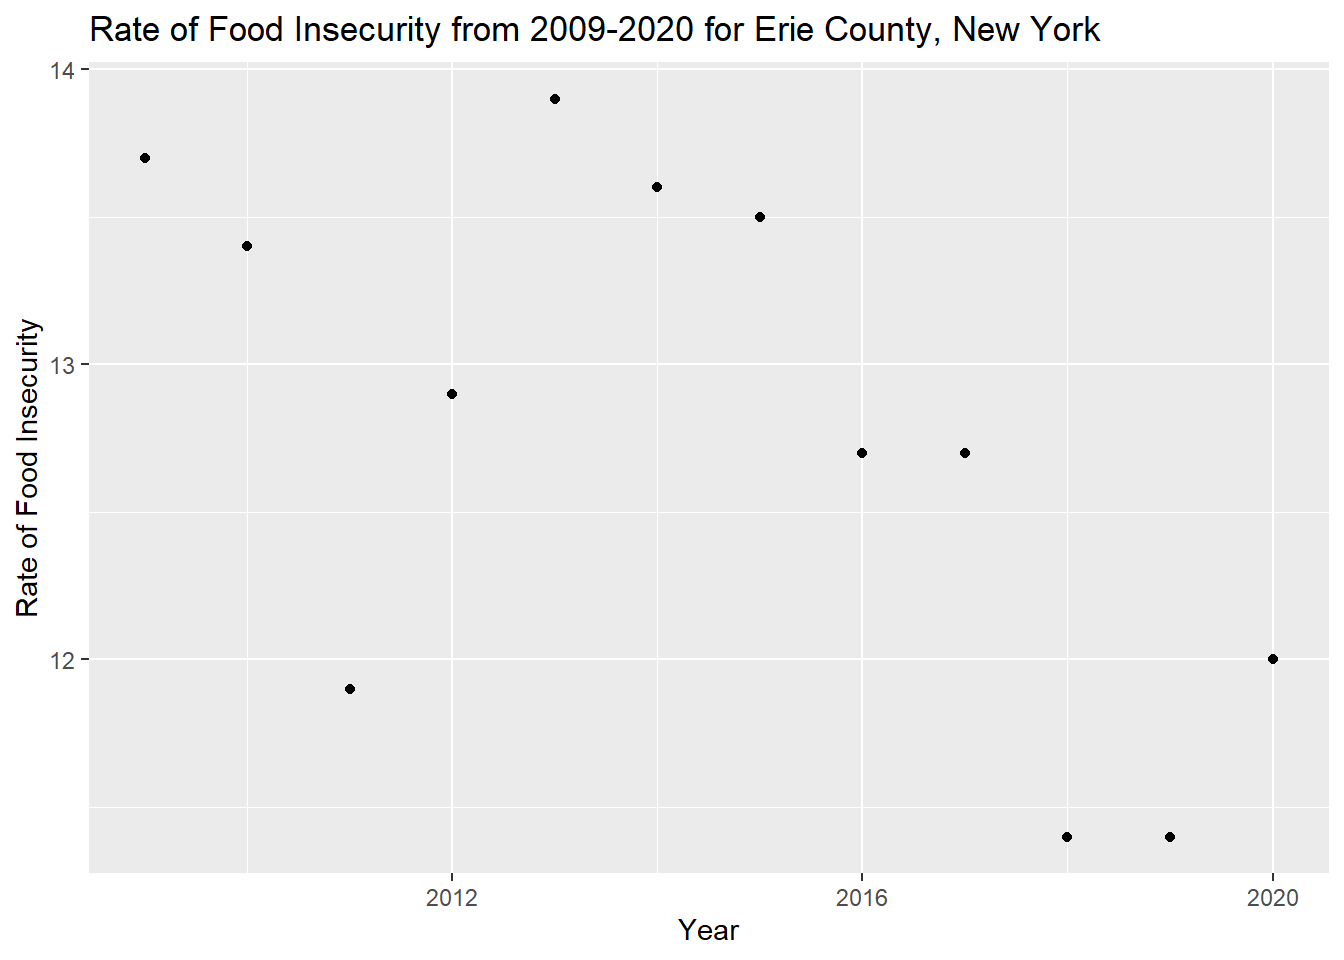 Rate of Food Insecurity from 2009-2020 for Erie County, New York
14
13
12
Rate of Food Insecurity
2012
2016
2020
Year